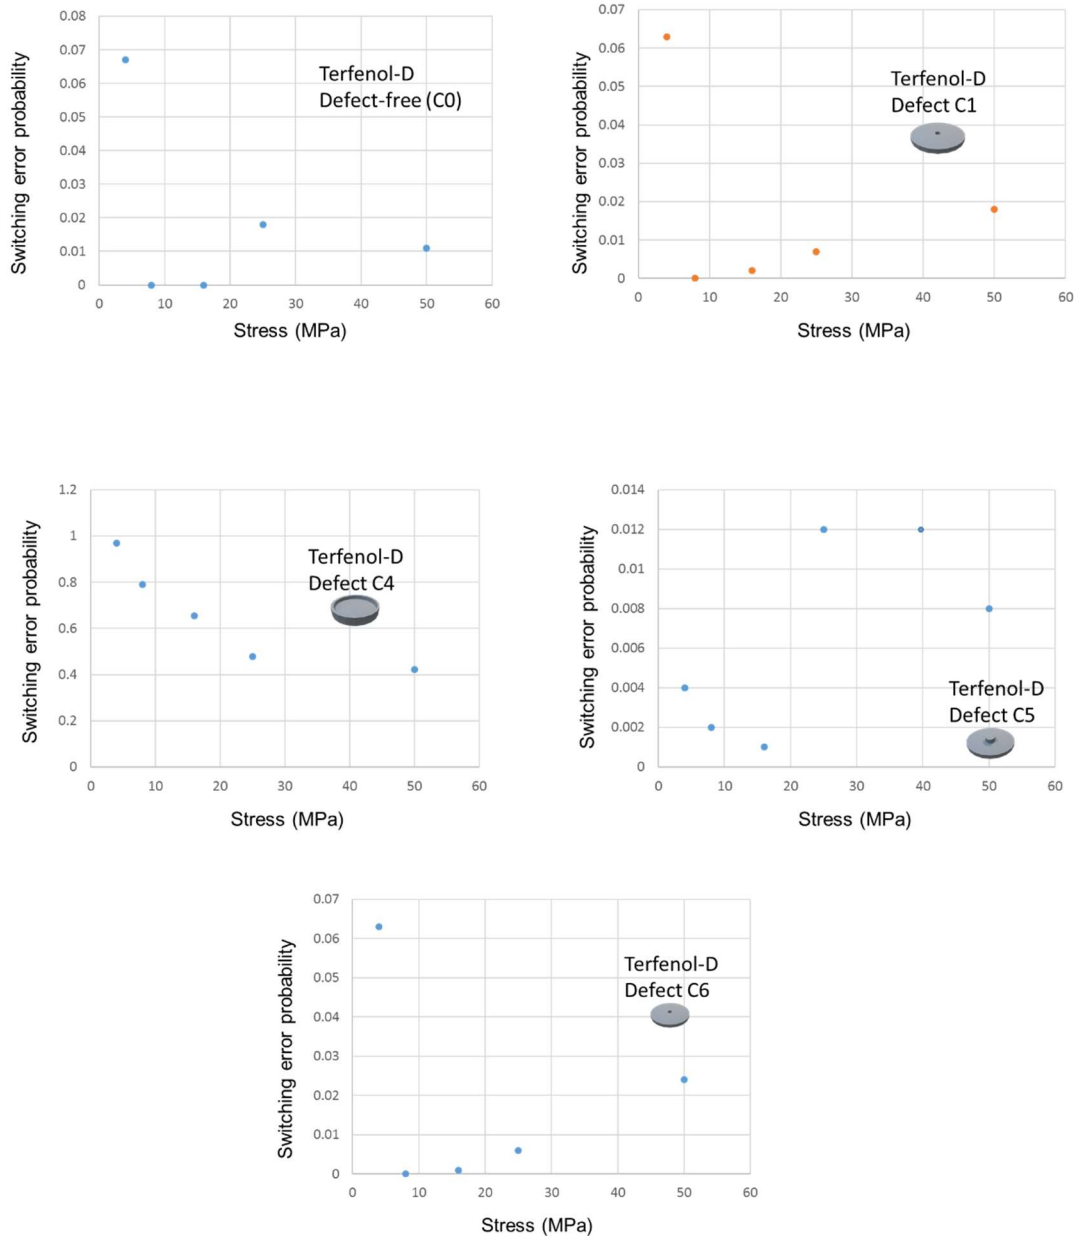 Switching error probability
0.08
0.07
0.06
0.05
0.04
0.03
0.02
0.01
0
0 10 20 30 40 50 60
Stress (MPa)
Terfenol-D
Defect-free (C0)
Switching error probability
0.07
0.06
0.05
0.04
0.03
0.02
0.01
0
0 10 20 30 40 50 60
Stress (MPa)
Terfenol-D
Defect C1
Switching error probability
1.2
1
0.8
0.6
0.4
0.2
0
0 10 20 30 40 50 60
Stress (MPa)
Terfenol-D
Defect C4
Switching error probability
0.014
0.012
0.01
0.008
0.006
0.004
0.002
0
0 10 20 30 40 50 60
Stress (MPa)
Terfenol-D
Defect C5
Switching error probability
0.07
0.06
0.05
0.04
0.03
0.02
0.01
0
0 10 20 30 40 50 60
Stress (MPa)
Terfenol-D
Defect C6